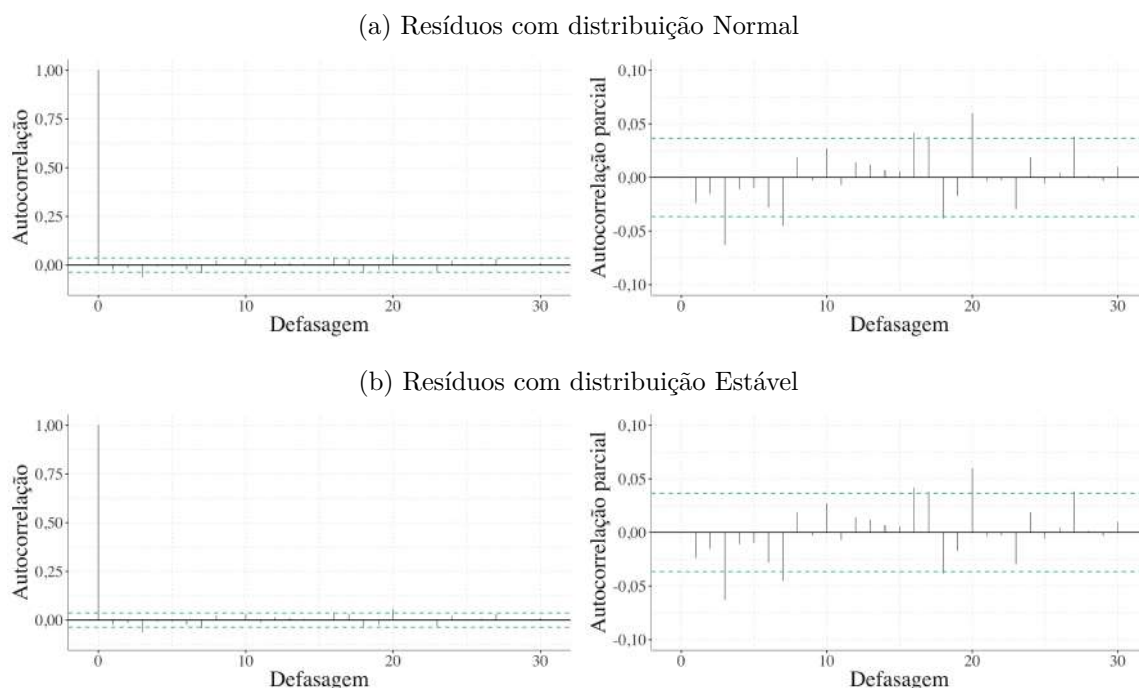 (a) Resíduos com distribuição Normal
1,00
0,75
0,50
0,25
0,00
Autocorrelação
0 10 20 30
Defasagem
0,10
0,05
0,00
-0,05
-0,10
Autocorrelação parcial
0 10 20 30
Defasagem
(b) Resíduos com distribuição Estável
1,00
0,75
0,50
0,25
0,00
Autocorrelação
0 10 20 30
Defasagem
0,10
0,05
0,00
-0,05
-0,10
Autocorrelação parcial
0 10 20 30
Defasagem